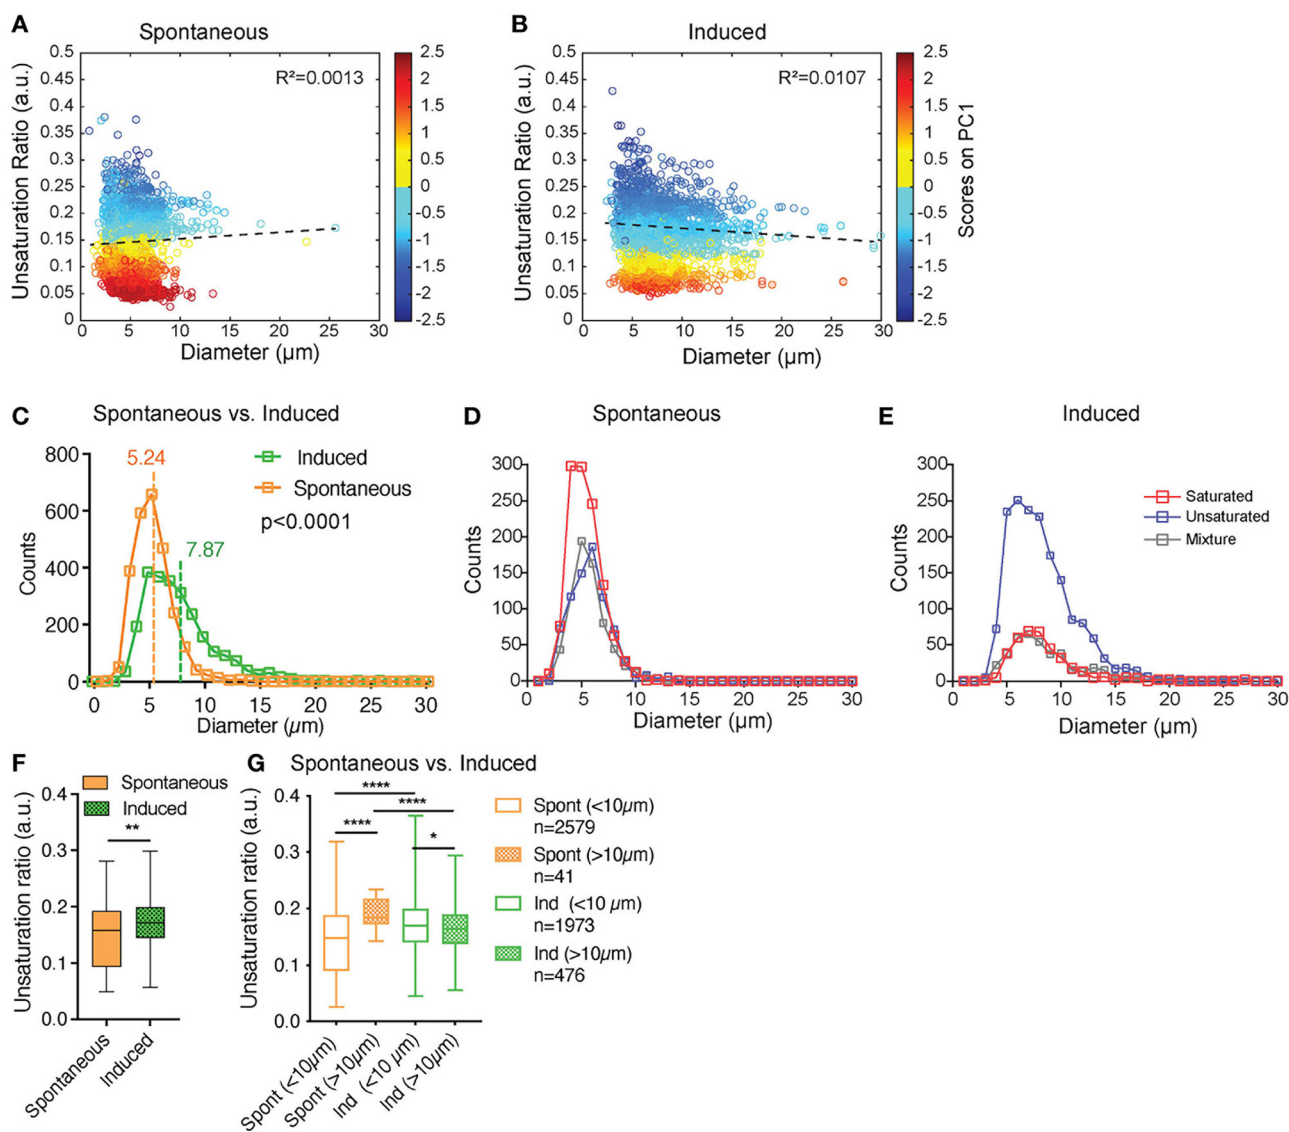 A
Spontaneous
R²=0.0013
Unsaturation Ratio (a.u.)
0.5
0.45
0.4
0.35
0.3
0.25
0.2
0.15
0.1
0.05
0
0 5 10 15 20 25 30
Diameter (µm)
2.5
2
1.5
1
0.5
0
-0.5
-1
-1.5
-2
-2.5
B
Induced
R²=0.0107
Unsaturation Ratio (a.u.)
0.5
0.45
0.4
0.35
0.3
0.25
0.2
0.15
0.1
0.05
0
0 5 10 15 20 25 30
Diameter (µm)
2.5
2
1.5
1
0.5
0
-0.5
-1
-1.5
-2
-2.5
Scores on PC1
C
Spontaneous vs. Induced
Counts
800
600
400
200
0
5.24
7.87
Induced
Spontaneous
p<0.0001
0 5 10 15 20 25 30
Diameter (µm)
D
Spontaneous
Counts
300
250
200
150
100
50
0
0 5 10 15 20 25 30
Diameter (µm)
E
Induced
Counts
300
250
200
150
100
50
0
Saturated
Unsaturated
Mixture
0 5 10 15 20 25 30
Diameter (µm)
F
Spontaneous
Induced
**
Unsaturation ratio (a.u.)
0.4
0.3
0.2
0.1
0.0
Spontaneous
Induced
G
Spontaneous vs. Induced
Unsaturation ratio (a.u.)
0.4
0.3
0.2
0.1
0.0
****
****
****
*
Spont (<10µm)
Spont (>10µm)
Ind (<10 µm)
Ind (>10µm)
Spont (<10µm)
n=2579
Spont (>10µm)
n=41
Ind (<10 µm)
n=1973
Ind (>10µm)
n=476